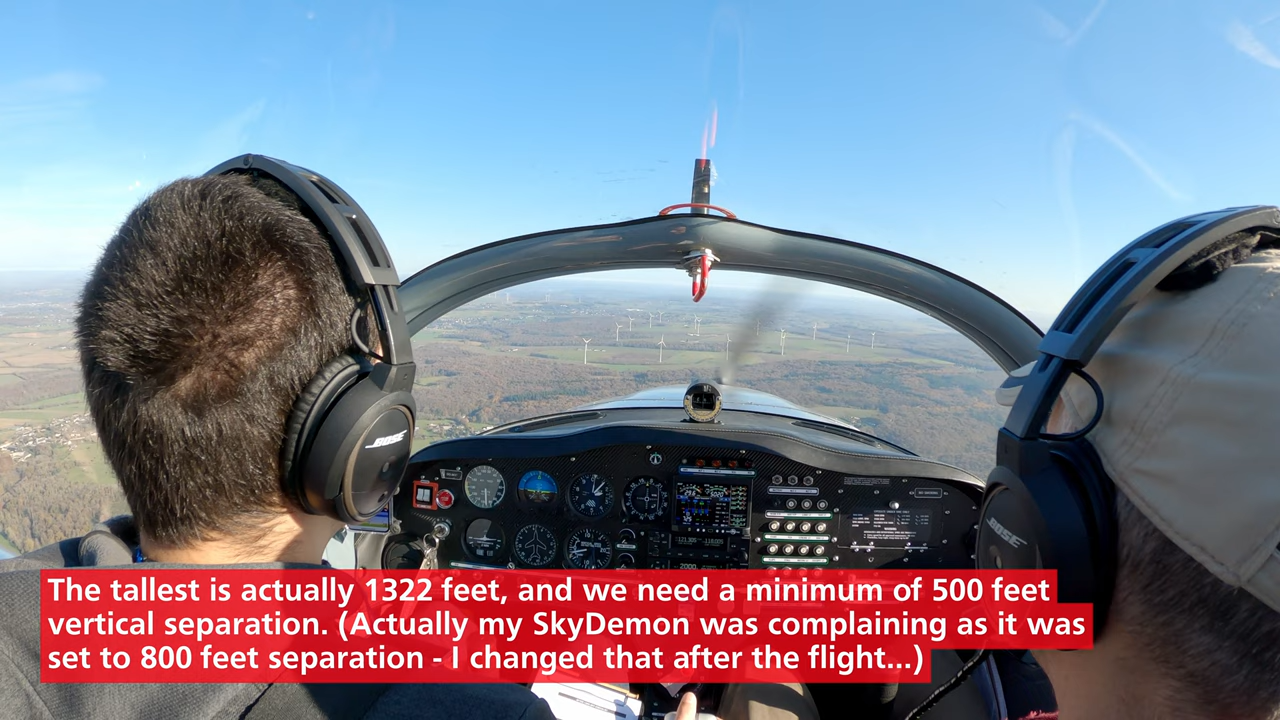 BOSE
BOSE
The tallest is actually 1322 feet, and we need a minimum of 500 feet
vertical separation. (Actually my SkyDemon was complaining as it was
set to 800 feet separation - I changed that after the flight...)